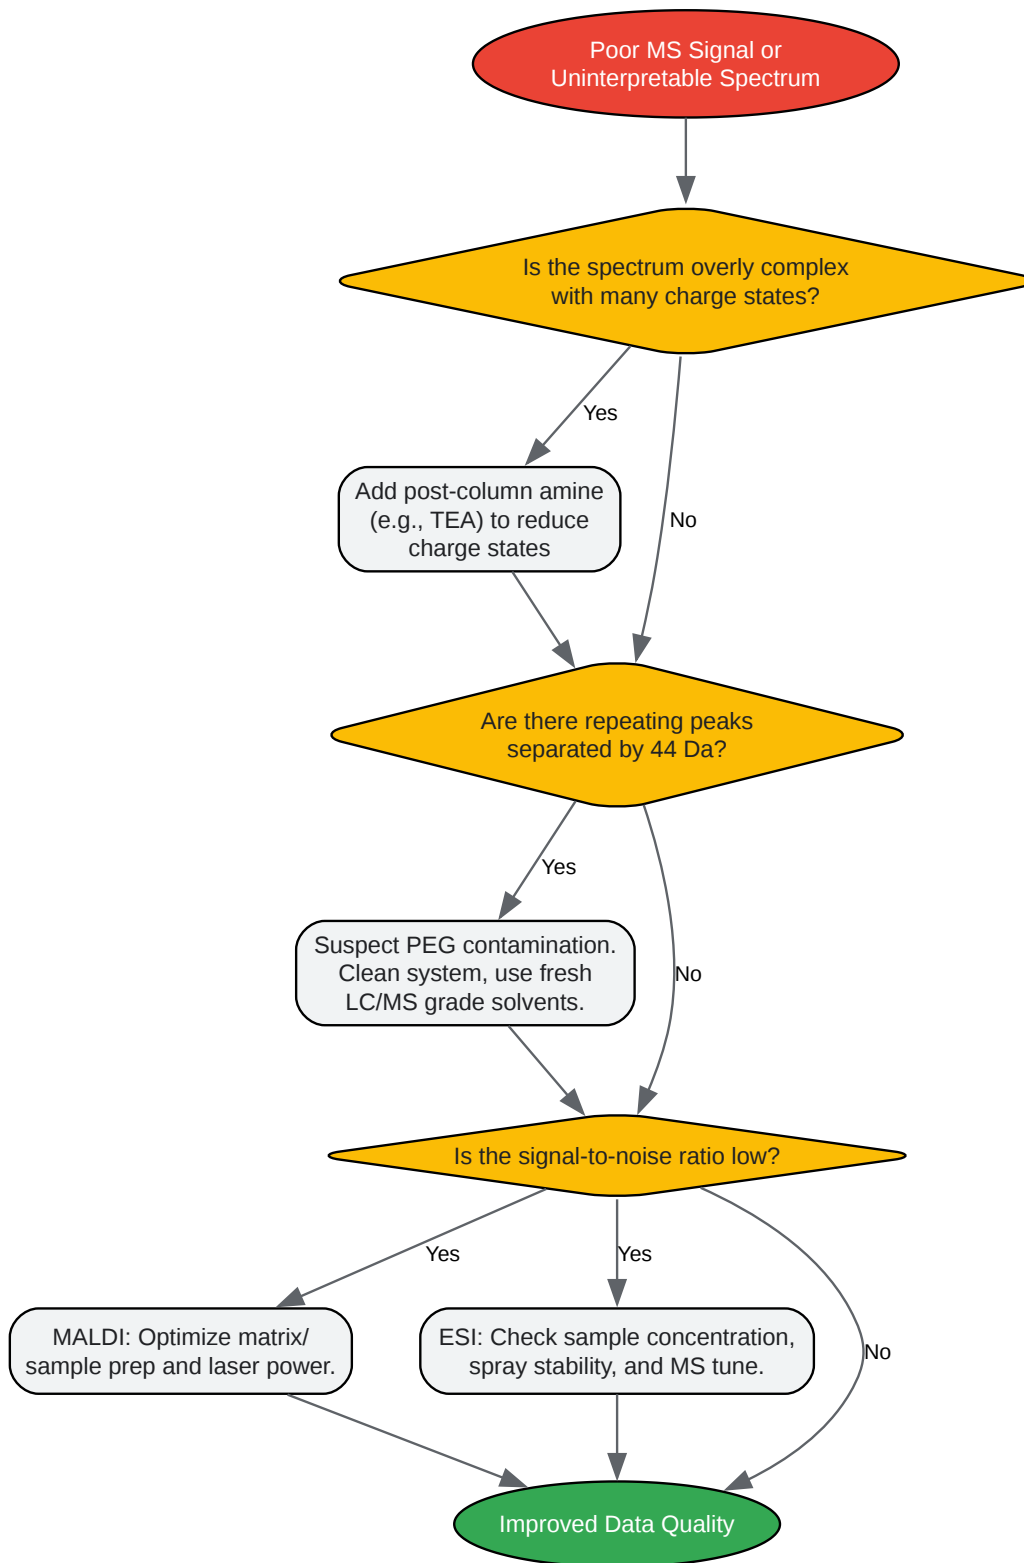 Poor MS Signal or
Uninterpretable Spectrum
Is the spectrum overly complex
with many charge states?
Yes
Add post-column amine
(e.g., TEA) to reduce
charge states
No
Are there repeating peaks
separated by 44 Da?
Yes
Suspect PEG contamination.
Clean system, use fresh
LC/MS grade solvents.
No
Is the signal-to-noise ratio low?
Yes
Yes
MALDI: Optimize matrix/
sample prep and laser power.
ESI: Check sample concentration,
spray stability, and MS tune.
No
Improved Data Quality